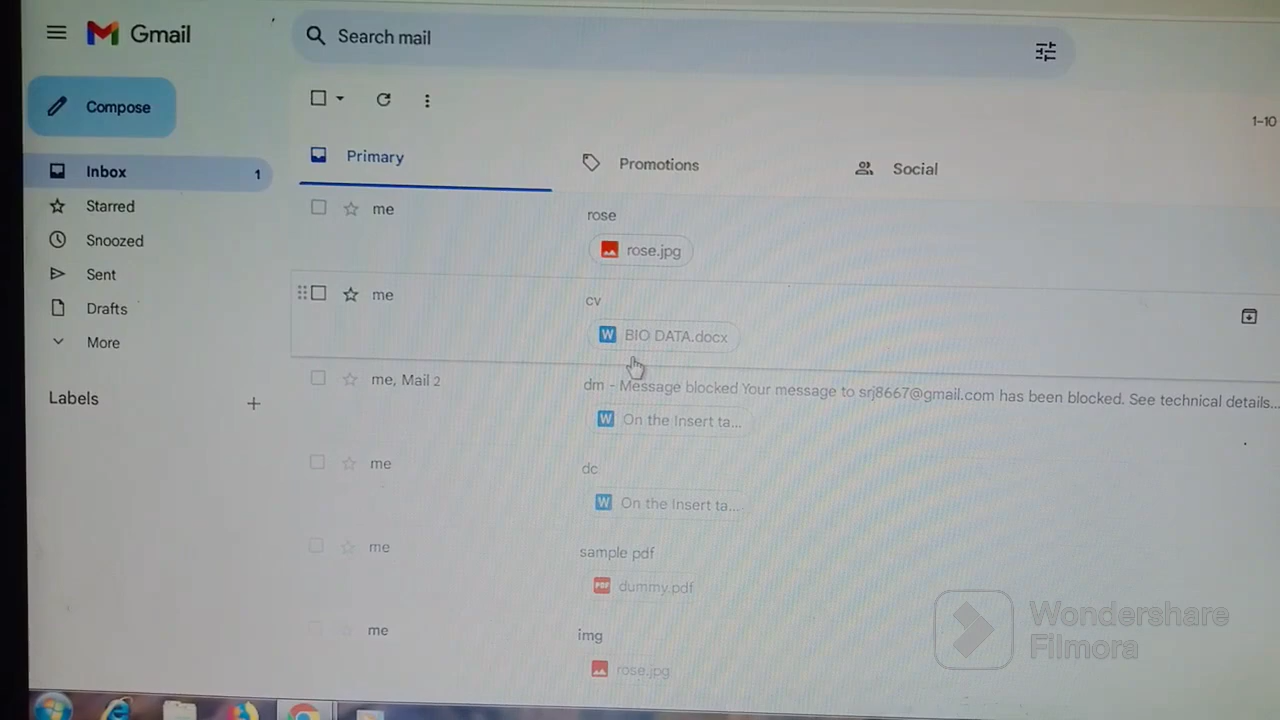 Gmail
Search mail
Compose
1–10
Inbox 1
Primary
Promotions
Social
Starred
me
rose
rose.jpg
Snoozed
Sent
me
cv
BIO DATA.docx
Drafts
More
me, Mail 2
dm - Message blocked Your message to srj8667@gmail.com has been blocked. See technical details...
On the Insert ta...
Labels
me
dc
On the Insert ta...
me
sample pdf
PDF
dummy.pdf
me
img
rose.jpg
W
W
W
Wondershare
Filmora